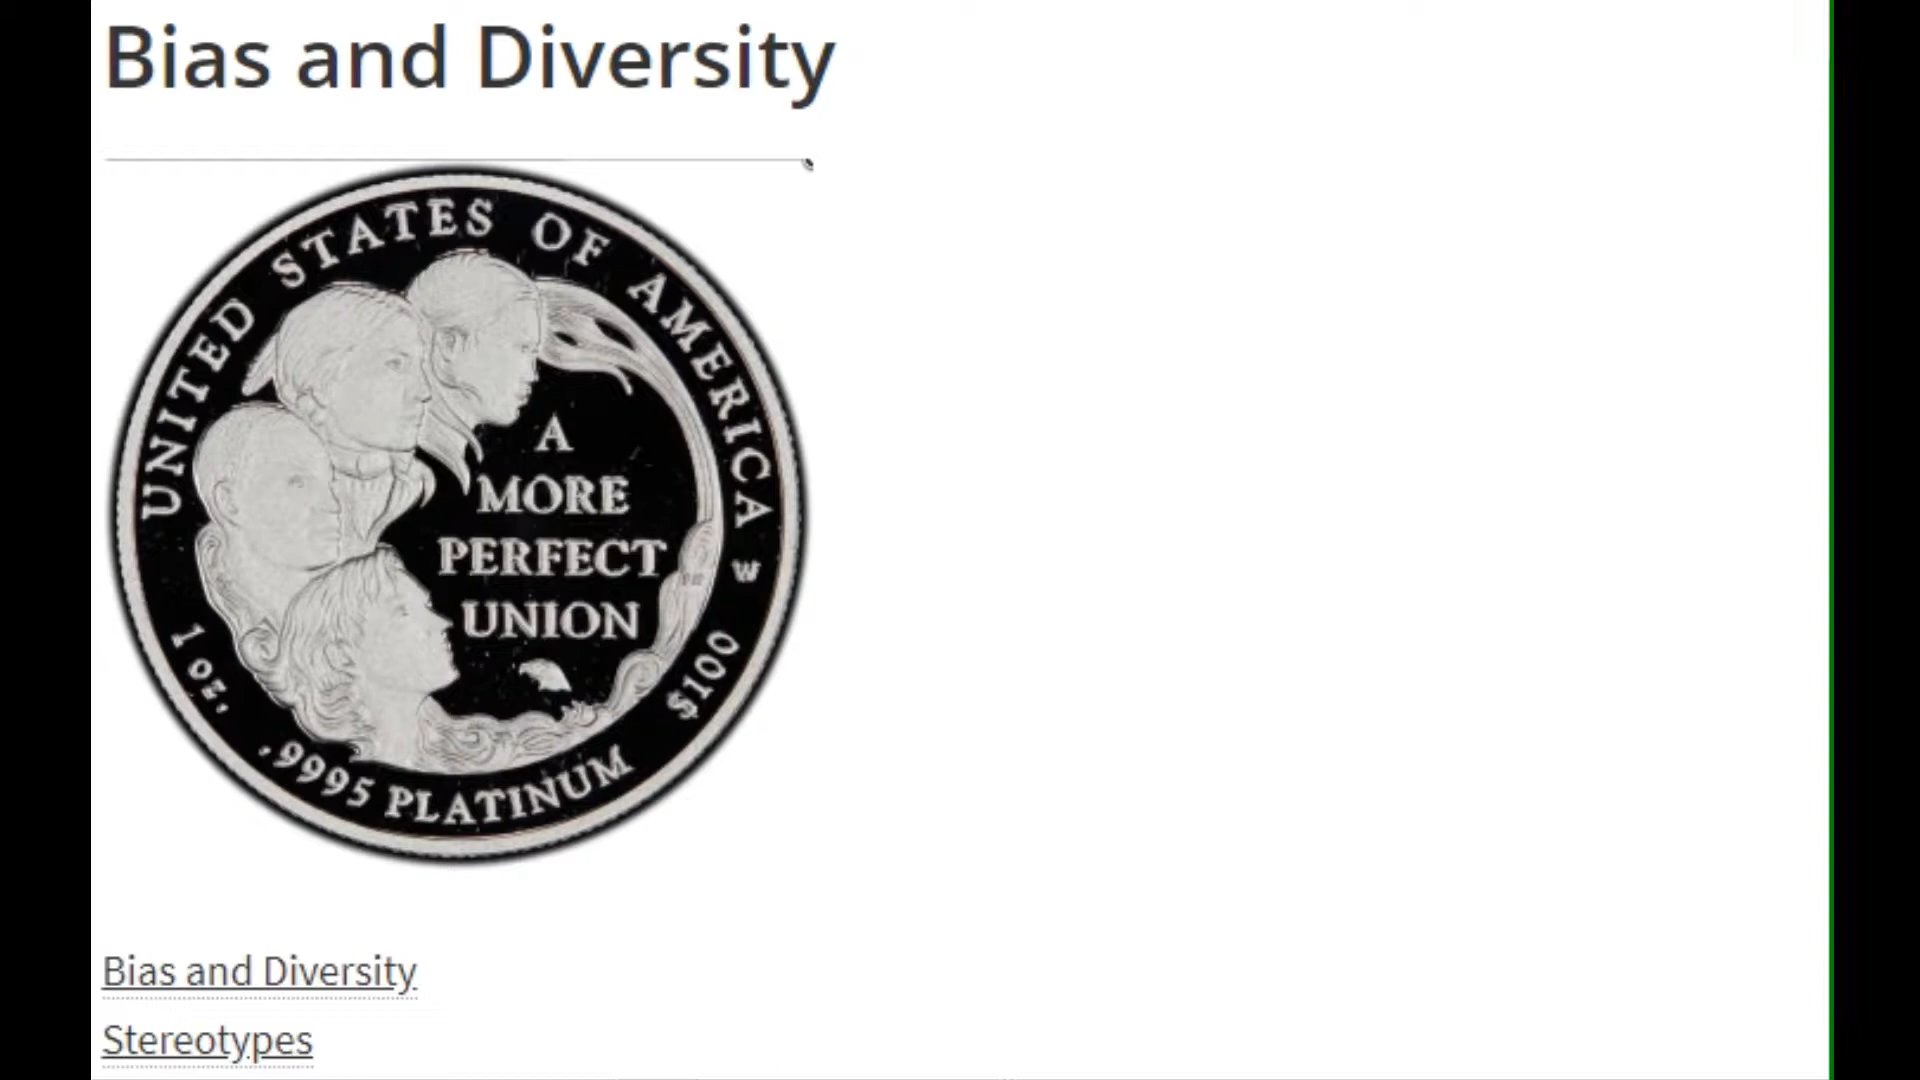 Bias and Diversity
UNITED STATES OF AMERICA
A
MORE
PERFECT
UNION
W
1 oz.
.9995 PLATINUM
$100
Bias and Diversity
Stereotypes